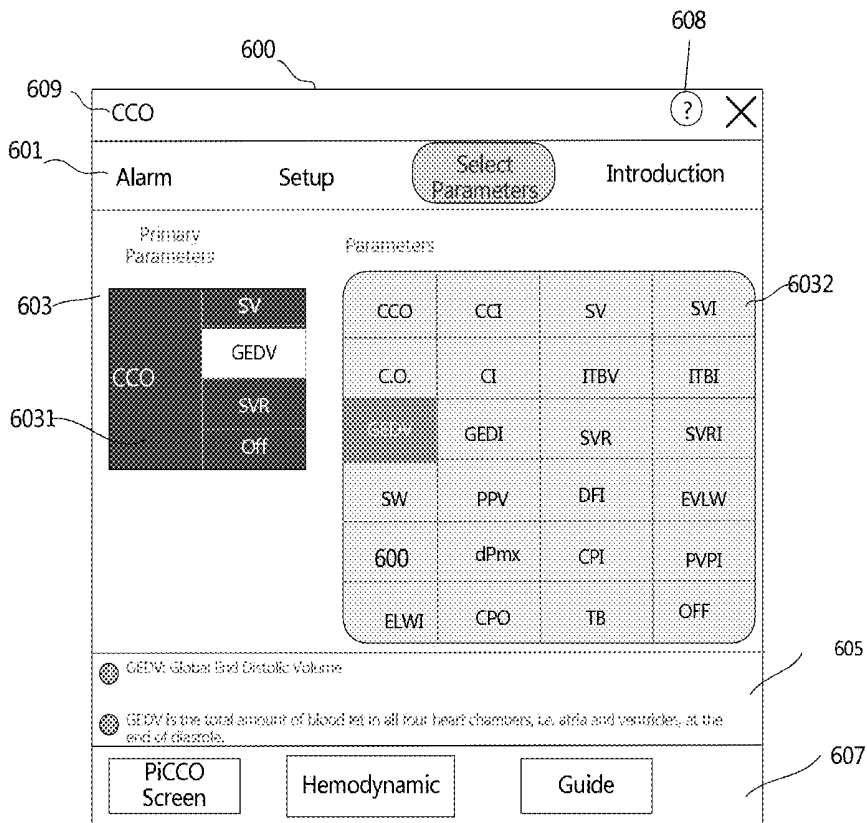 600
608
609
CCO
?
601
Alarm
Setup
Select
Parameters
Introduction
Primary
Parameters
Parameters
603
6032
6031
CCO
SV
GEDV
SVR
Off
CCO CCI SV SVI
C.O. CI ITBV ITBI
GEDI SVR SVRI
SW PPV DFI EVLW
600 dPmx CPI PVPI
ELWI CPO TB OFF
605
GEDV: Global End Distolic Volume
GEDV is the total amount of blood in all four heart chambers, i.e. atria and ventricles, at the
end of diastole.
607
PiCCO
Screen
Hemodynamic
Guide